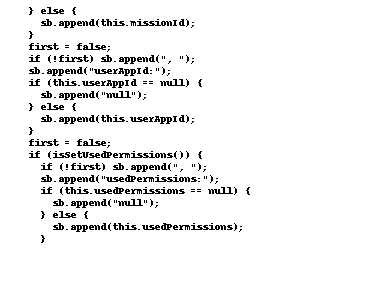 } else {
  sb.append(this.missionId);
}
first = false;
if (!first) sb.append(", ");
sb.append("userAppId:");
if (this.userAppId == null) {
  sb.append("null");
} else {
  sb.append(this.userAppId);
}
first = false;
if (isSetUsedPermissions()) {
  if (!first) sb.append(", ");
  sb.append("usedPermissions:");
  if (this.usedPermissions == null) {
    sb.append("null");
  } else {
    sb.append(this.usedPermissions);
  }